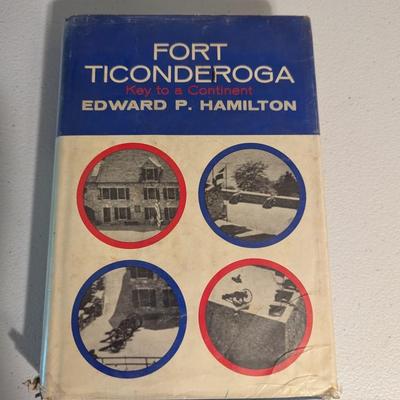 FORT
TICONDEROGA
Key to a Continent
EDWARD P. HAMILTON